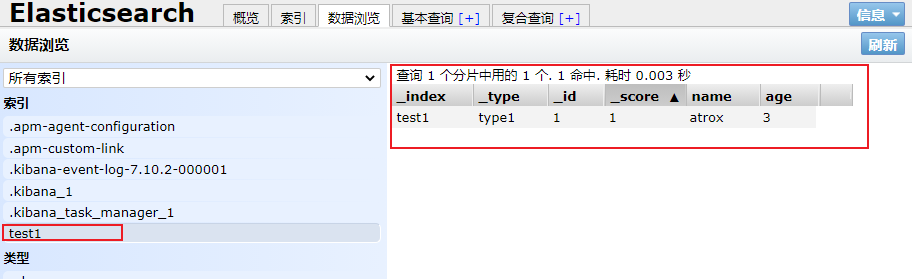 Elasticsearch
概览 索引 数据浏览 基本查询 [+] 复合查询 [+] 信息
数据浏览 刷新
所有索引
索引
.apm-agent-configuration
.apm-custom-link
.kibana-event-log-7.10.2-000001
.kibana_1
.kibana_task_manager_1
test1
类型
查询 1 个分片中用的 1 个. 1 命中. 耗时 0.003 秒
_index _type _id _score ▲ name age
test1 type1 1 1 atrox 3